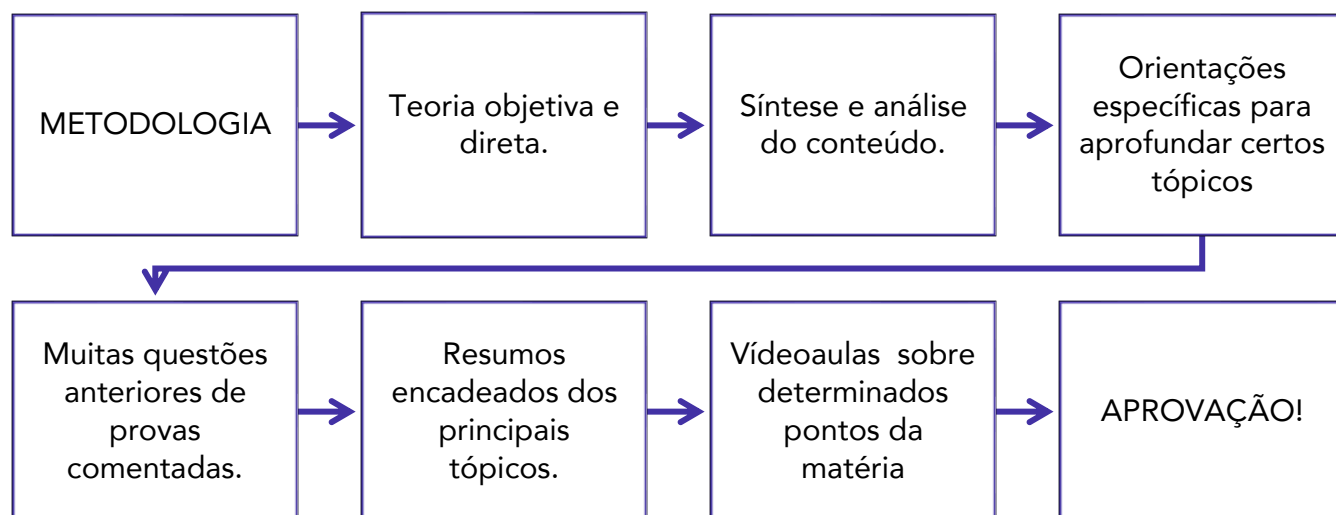 METODOLOGIA
Teoria objetiva e
direta.
Síntese e análise
do conteúdo.
Orientações
específicas para
aprofundar certos
tópicos
Muitas questões
anteriores de
provas
comentadas.
Resumos
encadeados dos
principais
tópicos.
Vídeoaulas sobre
determinados
pontos da
matéria
APROVAÇÃO!